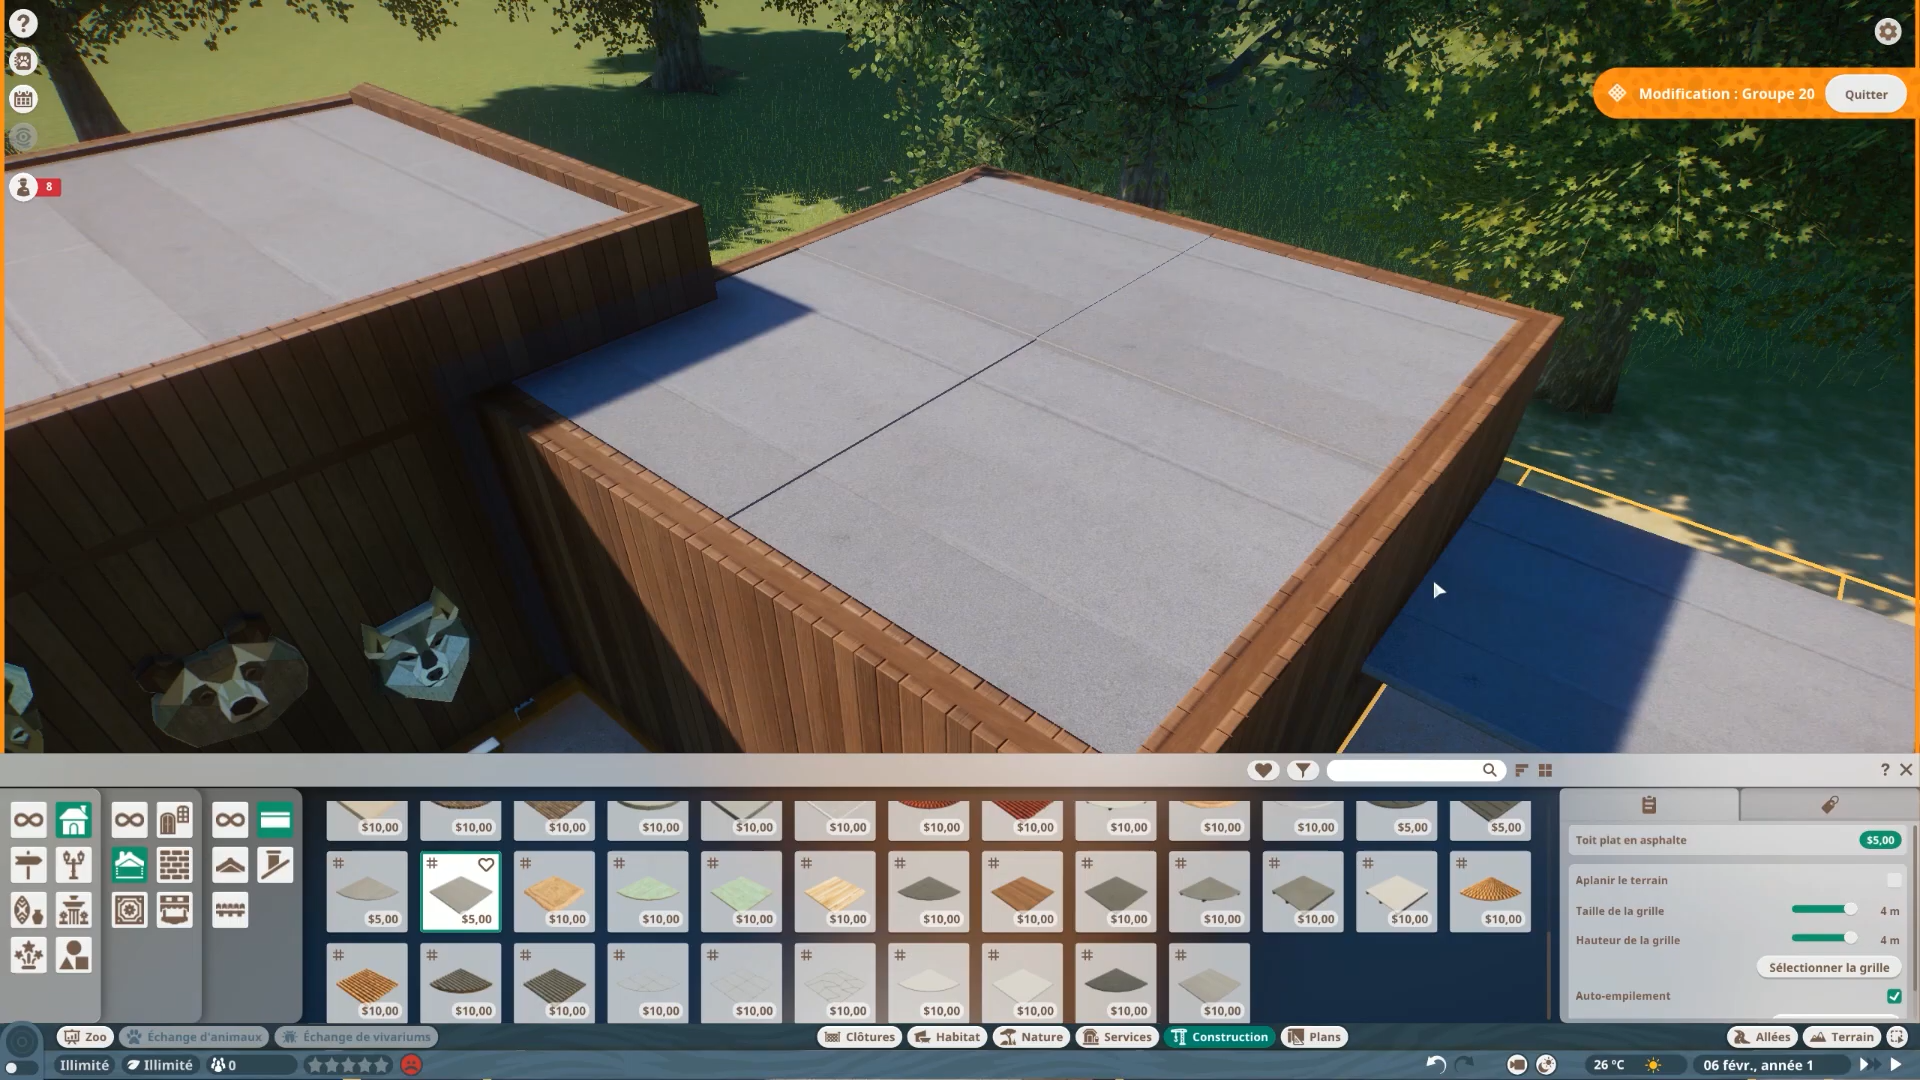 Modification : Groupe 20
Quitter
8
$10,00 $10,00 $10,00 $10,00 $10,00 $10,00 $10,00 $10,00 $10,00 $10,00 $10,00 $5,00 $5,00
$5,00 $5,00 $10,00 $10,00 $10,00 $10,00 $10,00 $10,00 $10,00 $10,00 $10,00 $10,00 $10,00
$10,00 $10,00 $10,00 $10,00 $10,00 $10,00 $10,00 $10,00 $10,00 $10,00
Toit plat en asphalte $5,00
Aplanir le terrain
Taille de la grille 4 m
Hauteur de la grille 4 m
Sélectionner la grille
Auto-empilement
Zoo Échange d'animaux Échange de vivariums Clôtures Habitat Nature Services Construction Plans Allées Terrain
Illimité Illimité 0 26 °C 06 févr., année 1